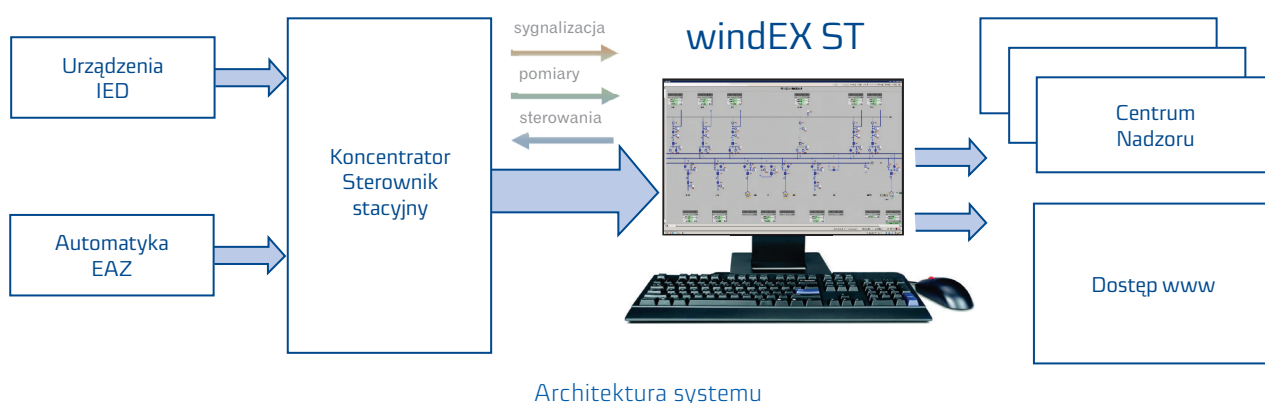 Urządzenia
IED
Automatyka
EAZ
Koncentrator
Sterownik
stacyjny
sygnalizacja
pomiary
sterowania
windEX ST
Centrum
Nadzoru
Dostęp www
Architektura systemu